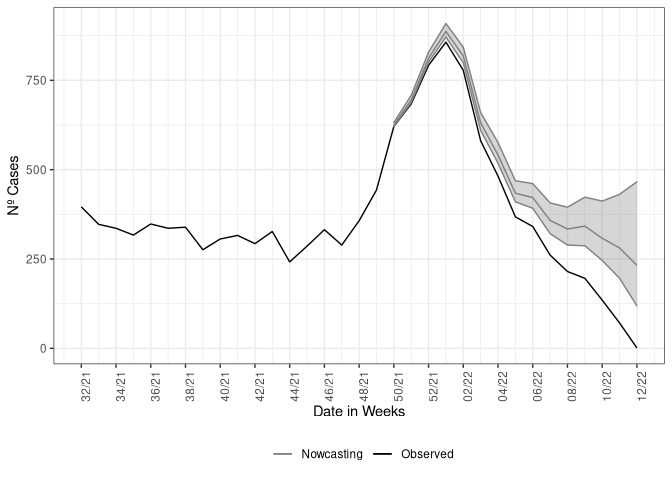 Nº Cases
750
500
250
0
32/21 34/21 36/21 38/21 40/21 42/21 44/21 46/21 48/21 50/21 52/21 02/22 04/22 06/22 08/22 10/22 12/22
Date in Weeks
Nowcasting Observed